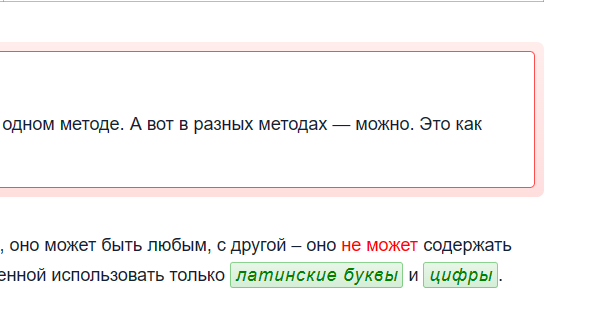 одном методе. А вот в разных методах — можно. Это как
, оно может быть любым, с другой – оно не может содержать
енной использовать только латинские буквы и цифры.